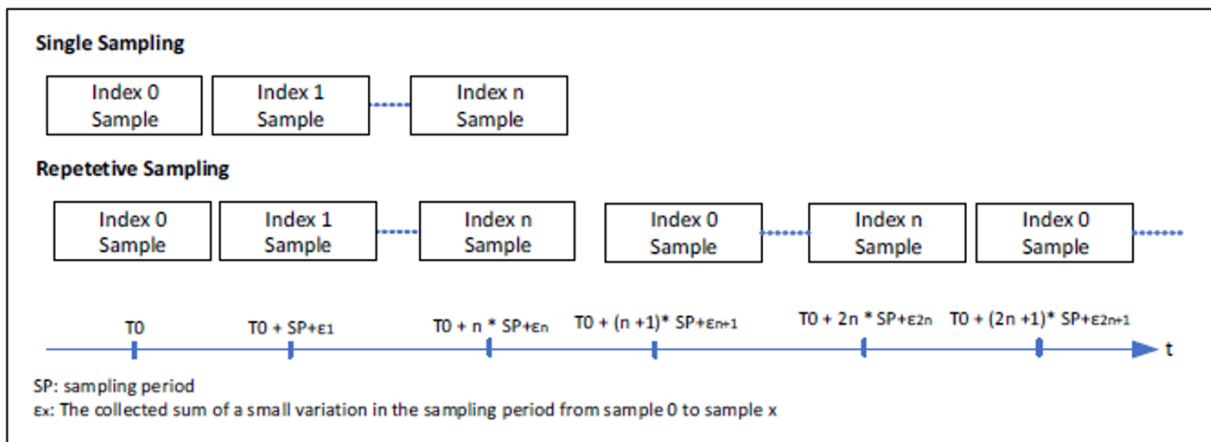 Single Sampling
Index 0
Sample
Index 1
Sample
Index n
Sample
Repetetive Sampling
Index 0
Sample
Index 1
Sample
Index n
Sample
Index 0
Sample
Index n
Sample
Index 0
Sample
T0
T0 + SP+ε1
T0 + n * SP+εn
T0 + (n +1)* SP+εn+1
T0 + 2n * SP+ε2n
T0 + (2n +1)* SP+ε2n+1
t
SP: sampling period
εx: The collected sum of a small variation in the sampling period from sample 0 to sample x